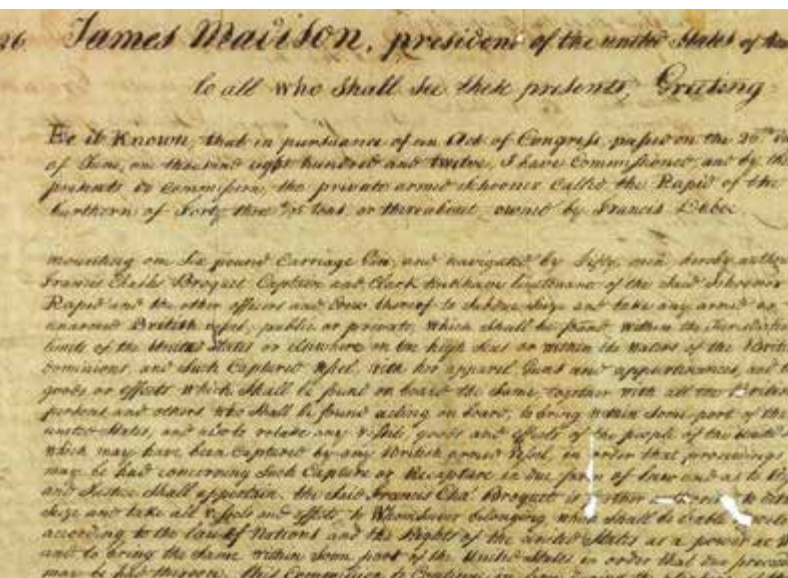 26. James Madison, president of the united States of
to all who shall see these presents, Greeting:
Be it Known, that in pursuance of an Act of Congress, passed on the 26th
of June, one thousand eight hundred and twelve, I have Commissioned, and by these
presents do commission, the private armed schooner called the Rapid of the
burthern of forty three tons, or thereabouts, owned by Francis
mounting one six pound Carriage Gun, and navigated by fifty men hereby
Francis Charles Broquet Captain and Clark lieutenant of the said Schooner
Rapid and the other officers and Crew thereof to subdue, seize and take any armed or
unarmed British vessel, public or private, which shall be found within the
limits of the United States or elsewhere on the high seas or within the Waters of the British
dominions, and such Captured vessel, with her apparel, Guns and appurtenances, and
goods or effects which shall be found on board the same, together with all the British
persons and others who shall be found acting on board, to bring within some port of the
united States, and also to retake any vessels, goods and effects of the people of the United
which may have been Captured by any British armed vessel, in order that proceedings
may be had concerning such Capture or Recapture in due form of law and as to
and Justice shall appertain. The said Francis Chas. Broquet is further to
seize and take all vessels and effects to Whomsoever belonging, which shall be liable
according to the law of Nations and the Rights of the united States as a power at
and to bring the same within some port of the United States in order that due
may be had thereon. This Commission to Continue in